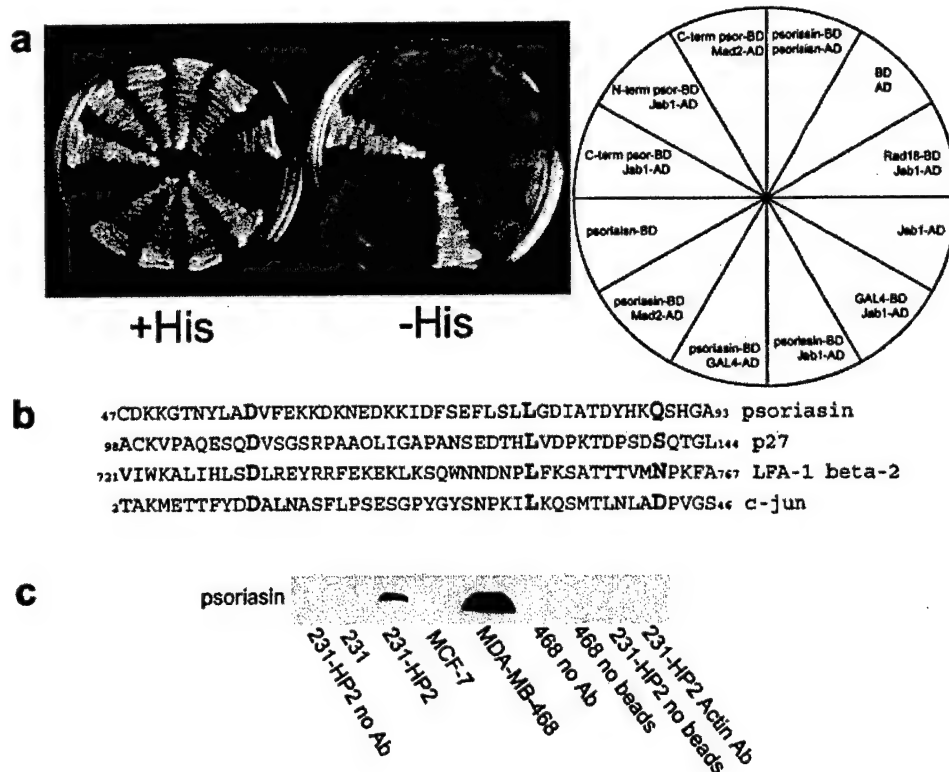 a
C-term psor-BD
Mad2-AD
psoriasin-BD
psoriasin-AD
N-term psor-BD
Jab1-AD
BD
AD
C-term psor-BD
Jab1-AD
Rad18-BD
Jab1-AD
psoriasin-BD
Jab1-AD
psoriasin-BD
Mad2-AD
GAL4-BD
Jab1-AD
psoriasin-BD
GAL4-AD
psoriasin-BD
Jab1-AD
+His
-His
b
47CDKKGTNYLADVFEKKDKNEDKKIDFSEFLSLLGDIATDYHKQSHGA93 psoriasin
98ACKVPAQESQDVSGSRPAAOLIGAPANSEDTHLVDPKTDPSDSQTGL144 p27
721VIWKALIHLSDLREYRRFEKEKLKSQWNNDNPLFKSATTTVMNPKFA767 LFA-1 beta-2
2TAKMETTFYDDALNASFLPSESGPYGYSNPKILKQSMTLNLADPVGS46 c-jun
c
psoriasin
231-HP2 no Ab
231
231-HP2
MCF-7
MDA-MB-468
468 no Ab
468 no beads
231-HP2 no beads
231-HP2 Actin Ab